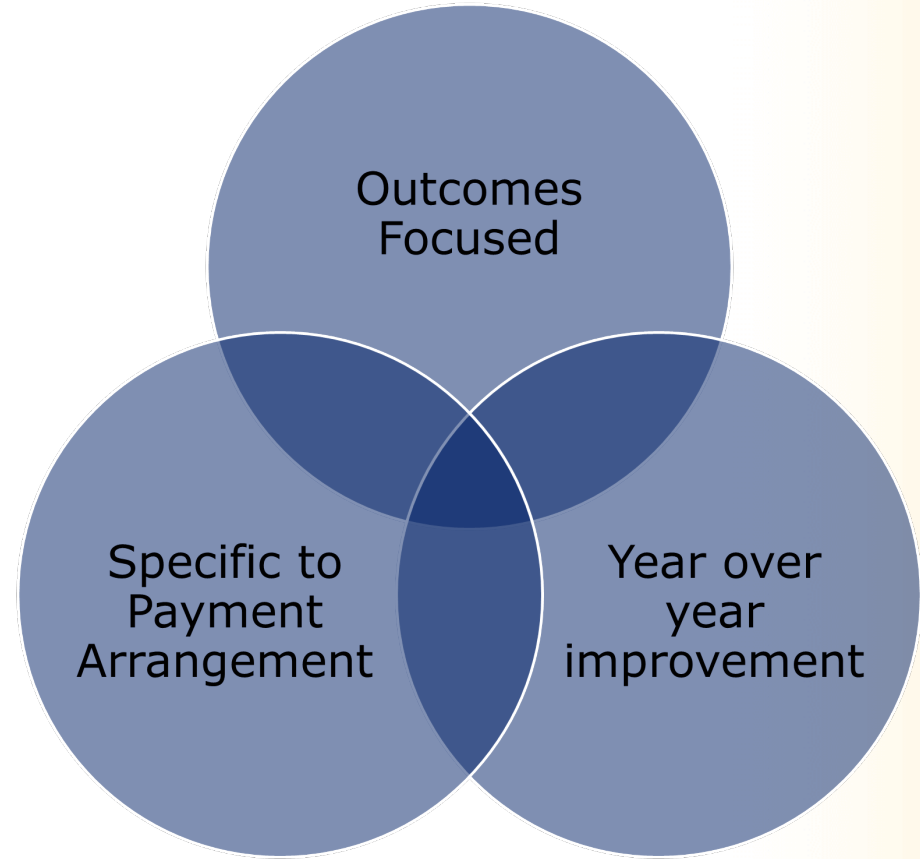 Outcomes
Focused
Specific to
Payment
Arrangement
Year over
year
improvement